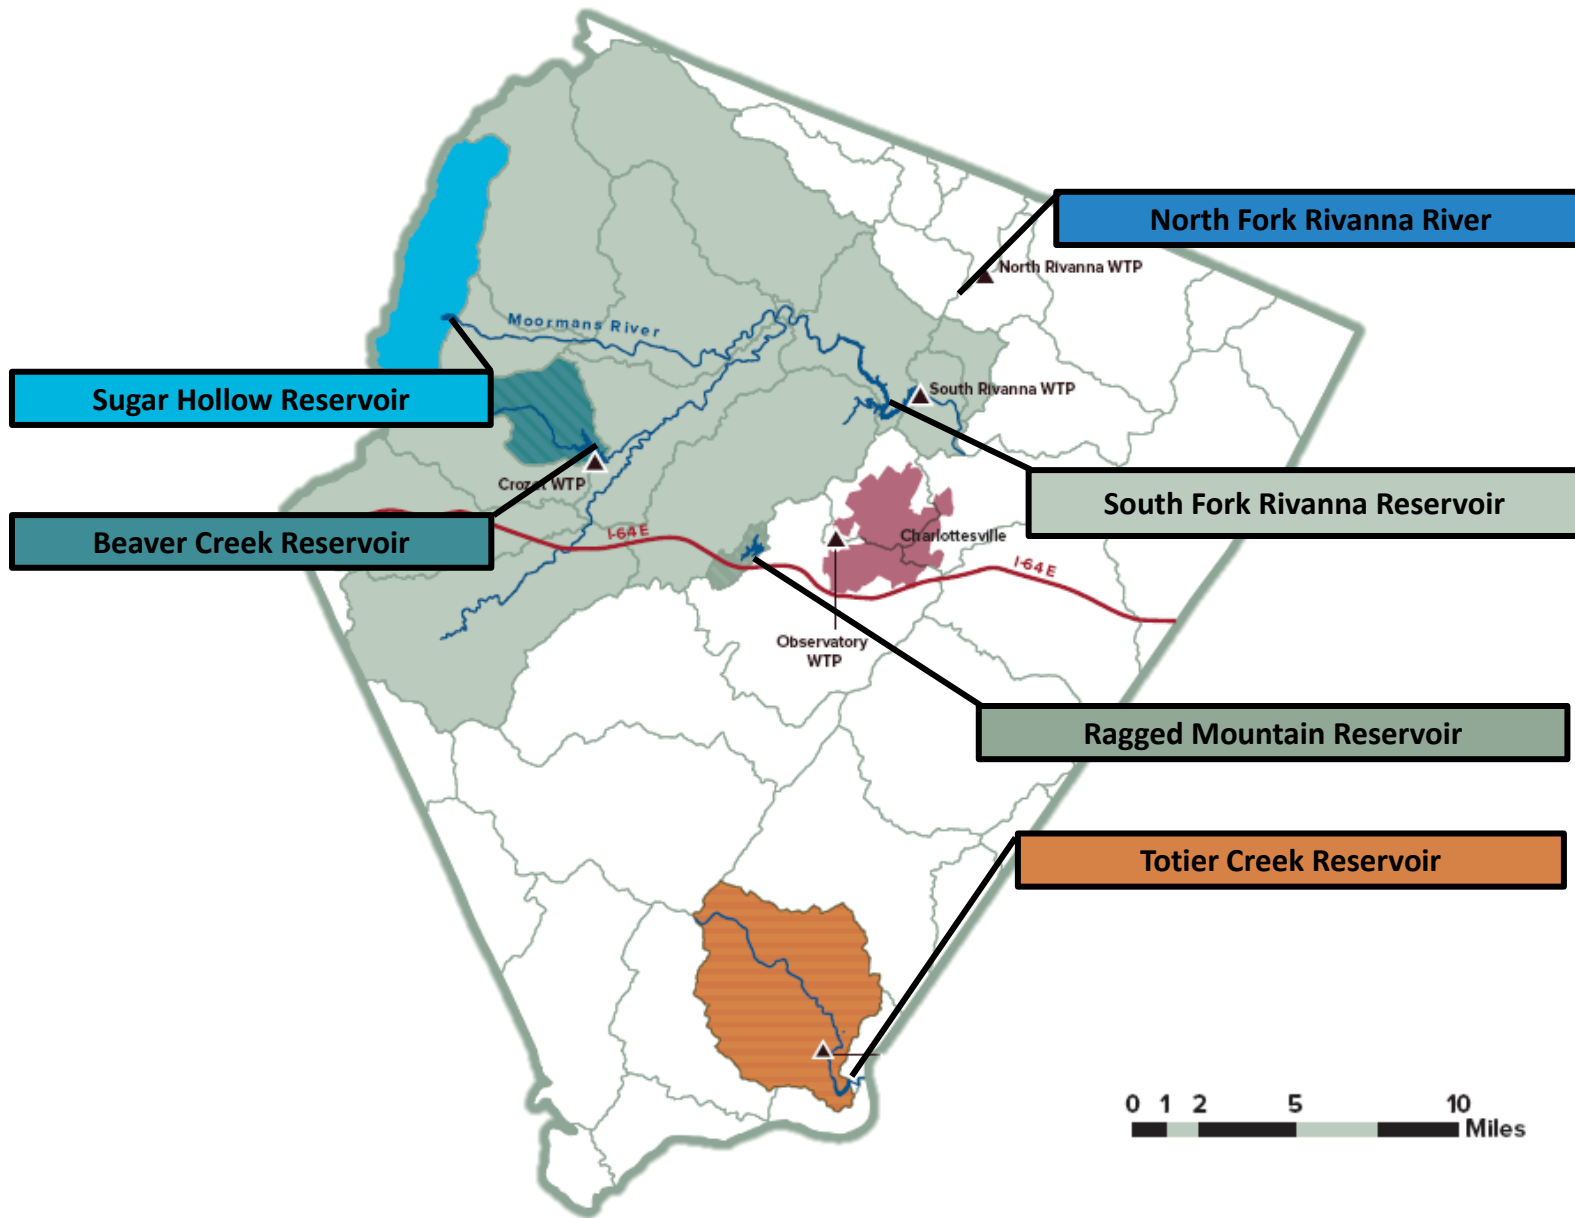 North Fork Rivanna River
North Rivanna WTP
Moormans River
Sugar Hollow Reservoir
South Rivanna WTP
Crozet WTP
South Fork Rivanna Reservoir
Beaver Creek Reservoir
I-64 E
Charlottesville
I-64 E
Observatory
WTP
Ragged Mountain Reservoir
Totier Creek Reservoir
0 1 2 5 10
Miles